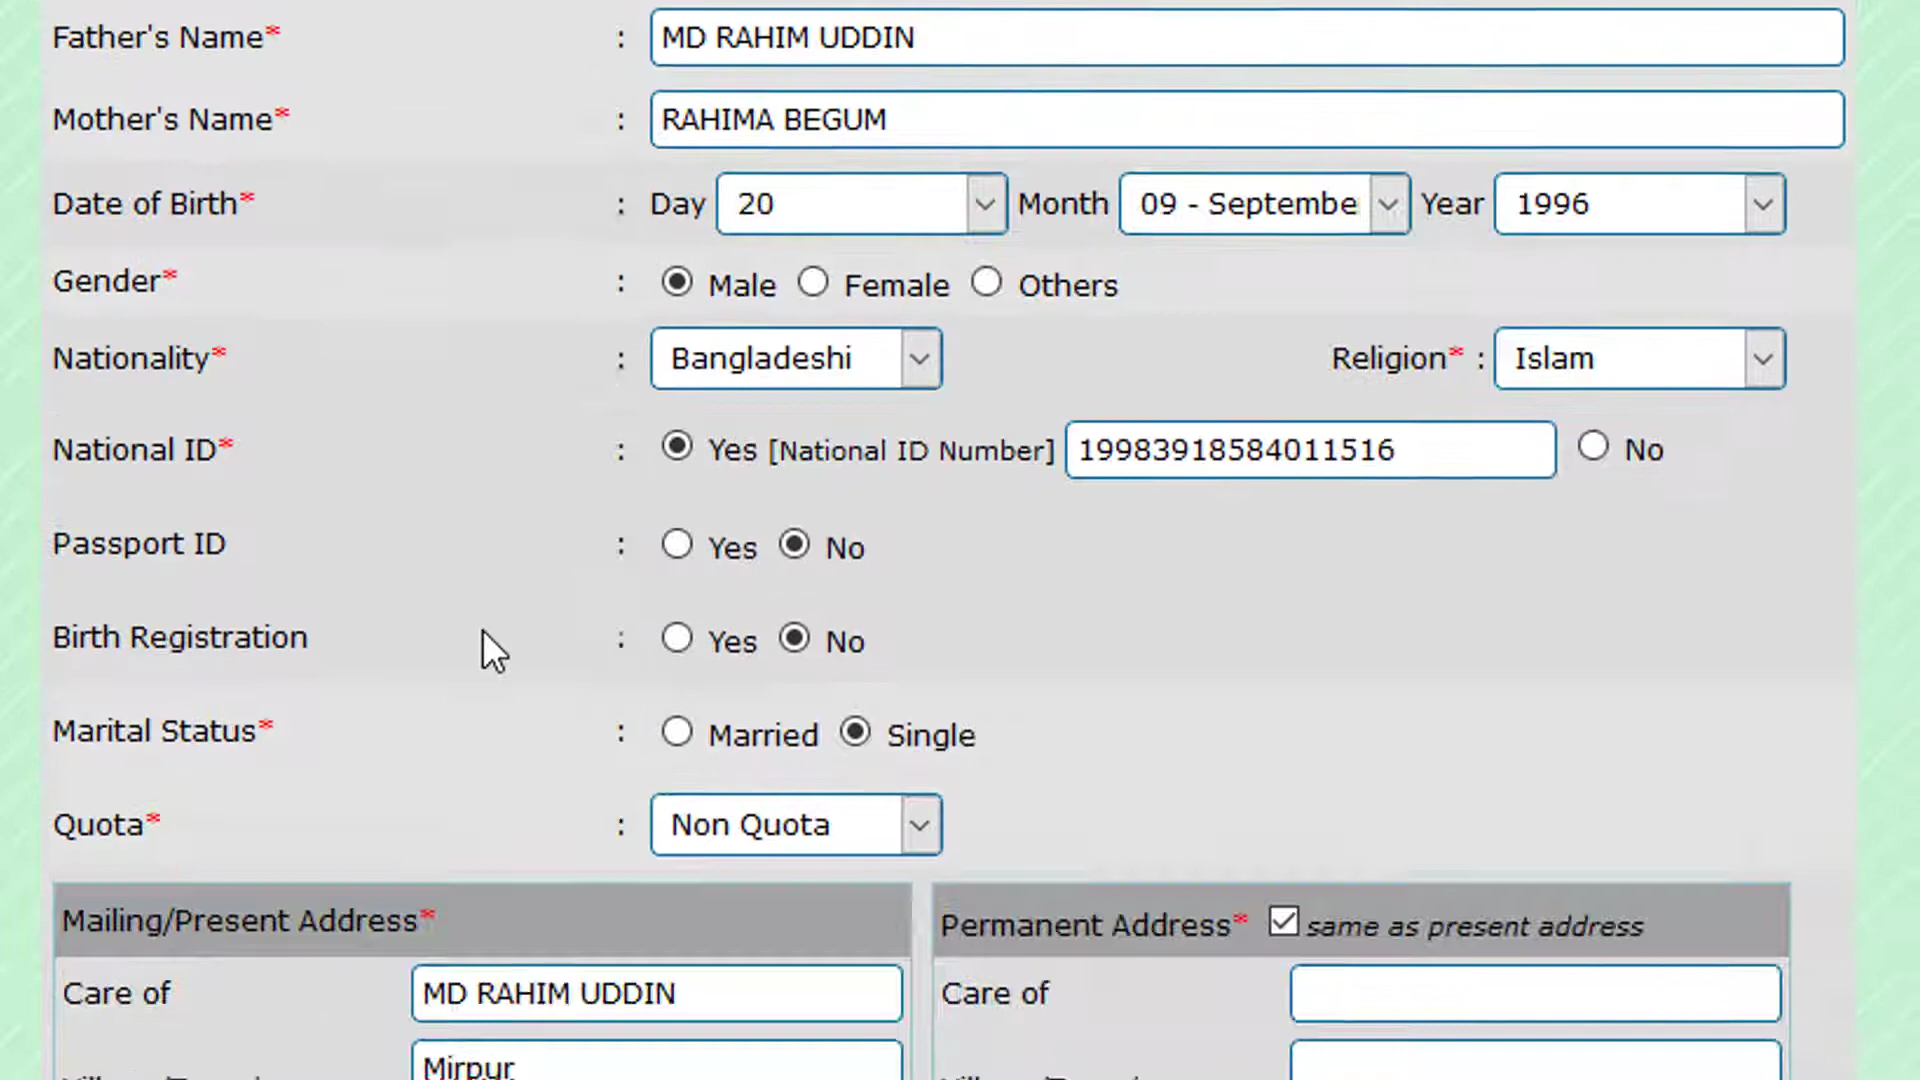 Father's Name* : MD RAHIM UDDIN
Mother's Name* : RAHIMA BEGUM
Date of Birth* : Day 20 Month 09 - Septembe Year 1996
Gender* : Male Female Others
Nationality* : Bangladeshi Religion* : Islam
National ID* : Yes [National ID Number] 19983918584011516 No
Passport ID : Yes No
Birth Registration : Yes No
Marital Status* : Married Single
Quota* : Non Quota
Mailing/Present Address* Permanent Address* same as present address
Care of MD RAHIM UDDIN Care of
Mirpur